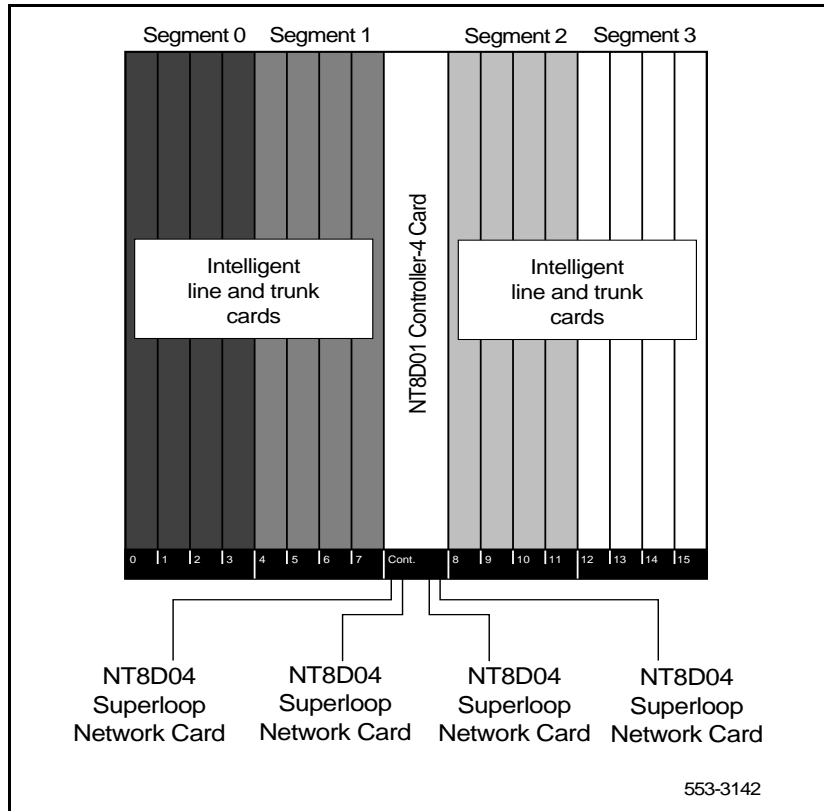 Segment 0 Segment 1 Segment 2 Segment 3
NT8D01 Controller-4 Card
Intelligent
line and trunk
cards
Intelligent
line and trunk
cards
0 1 2 3 4 5 6 7 Cont. 8 9 10 11 12 13 14 15
NT8D04
Superloop
Network Card
NT8D04
Superloop
Network Card
NT8D04
Superloop
Network Card
NT8D04
Superloop
Network Card
553-3142